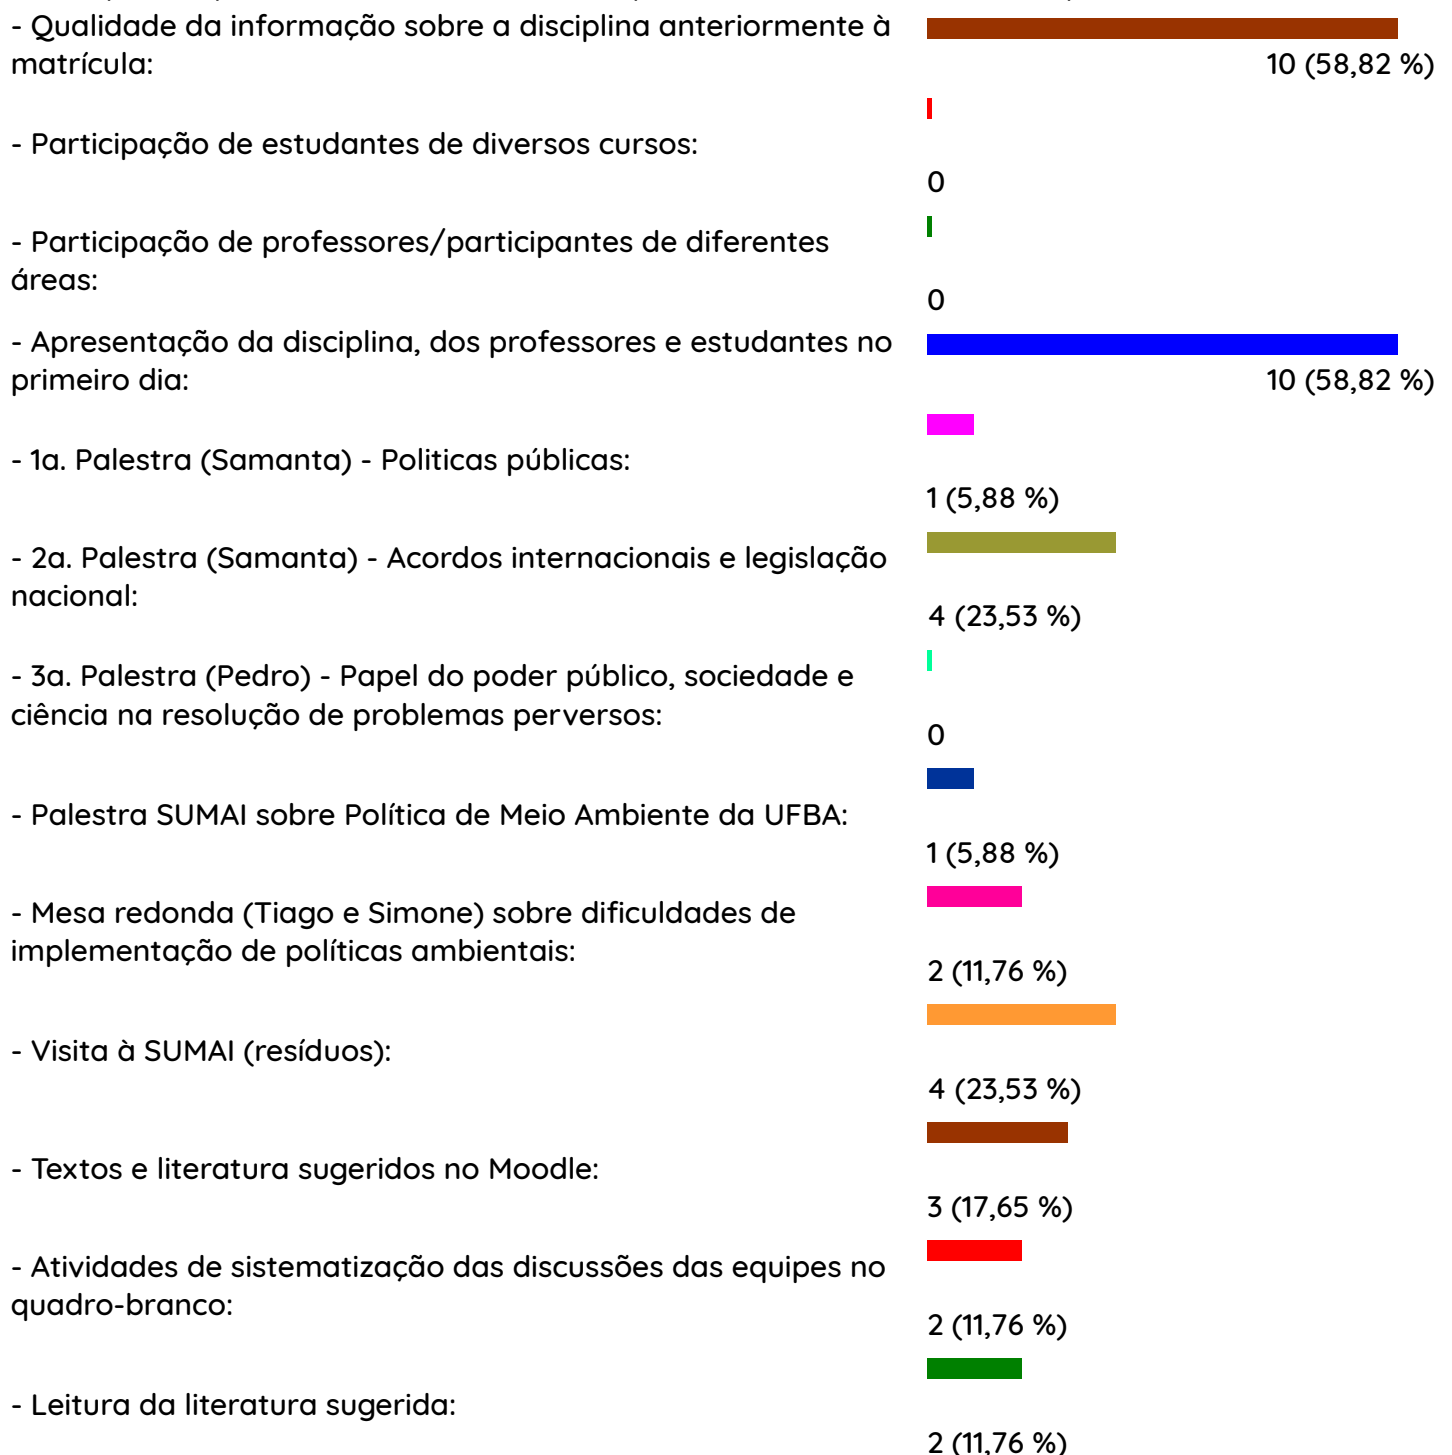 - Qualidade da informação sobre a disciplina anteriormente à
matrícula:
10 (58,82 %)
- Participação de estudantes de diversos cursos:
0
- Participação de professores/participantes de diferentes
áreas:
0
- Apresentação da disciplina, dos professores e estudantes no
primeiro dia:
10 (58,82 %)
- 1a. Palestra (Samanta) - Politicas públicas:
1 (5,88 %)
- 2a. Palestra (Samanta) - Acordos internacionais e legislação
nacional:
4 (23,53 %)
- 3a. Palestra (Pedro) - Papel do poder público, sociedade e
ciência na resolução de problemas perversos:
0
- Palestra SUMAI sobre Política de Meio Ambiente da UFBA:
1 (5,88 %)
- Mesa redonda (Tiago e Simone) sobre dificuldades de
implementação de políticas ambientais:
2 (11,76 %)
- Visita à SUMAI (resíduos):
4 (23,53 %)
- Textos e literatura sugeridos no Moodle:
3 (17,65 %)
- Atividades de sistematização das discussões das equipes no
quadro-branco:
2 (11,76 %)
- Leitura da literatura sugerida:
2 (11,76 %)